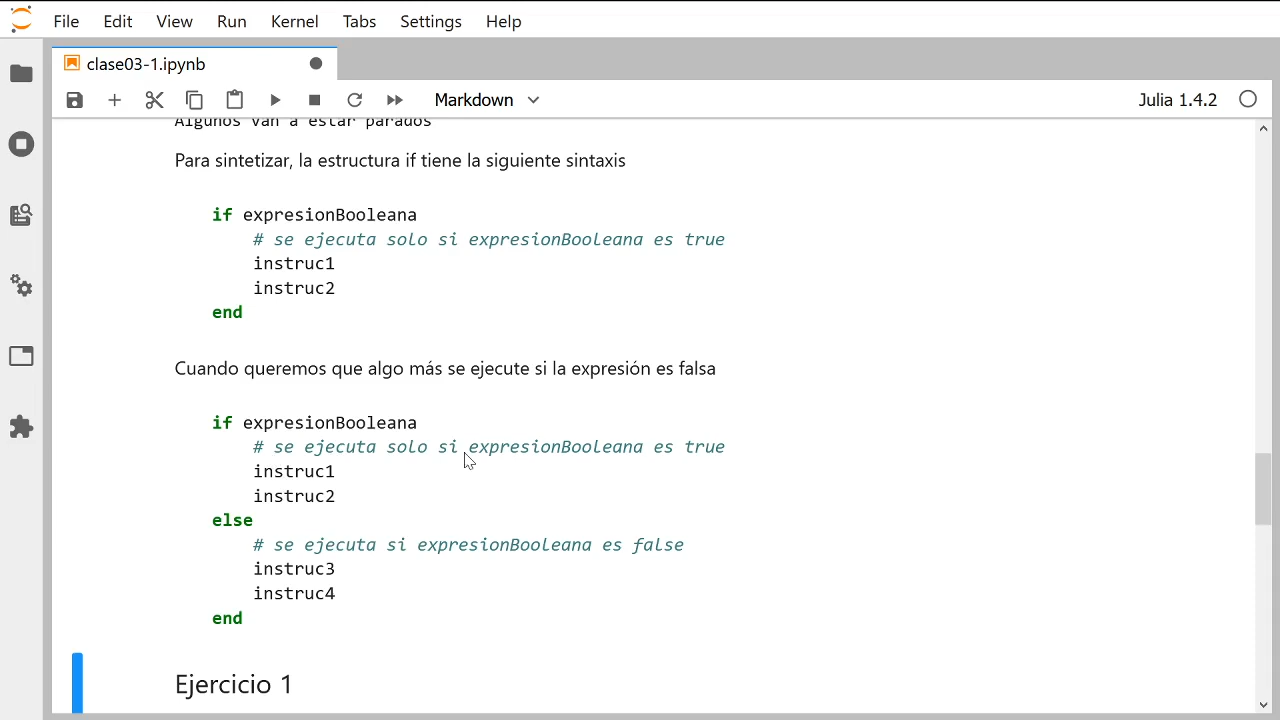 File Edit View Run Kernel Tabs Settings Help
clase03-1.ipynb
Markdown
Julia 1.4.2
Algunos van a estar parados
Para sintetizar, la estructura if tiene la siguiente sintaxis
if expresionBooleana
# se ejecuta solo si expresionBooleana es true
instruc1
instruc2
end
Cuando queremos que algo más se ejecute si la expresión es falsa
if expresionBooleana
# se ejecuta solo si expresionBooleana es true
instruc1
instruc2
else
# se ejecuta si expresionBooleana es false
instruc3
instruc4
end
Ejercicio 1